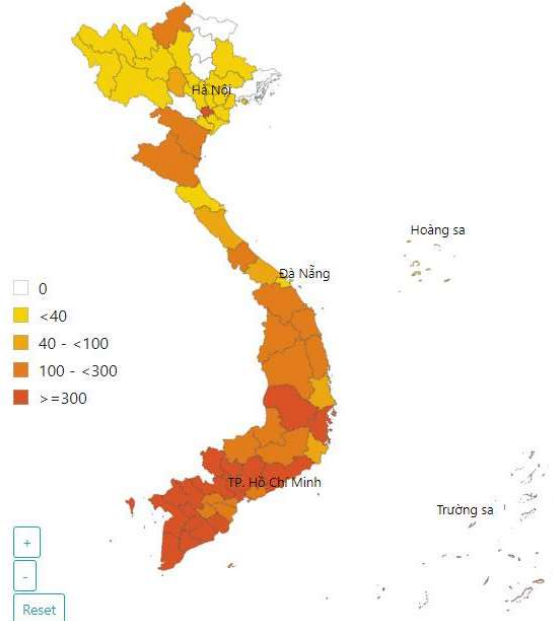 Hà Nội
Hoàng sa
Đà Nẵng
0
<40
40 - <100
100 - <300
>=300
TP. Hồ Chí Minh
Trường sa
+
-
Reset